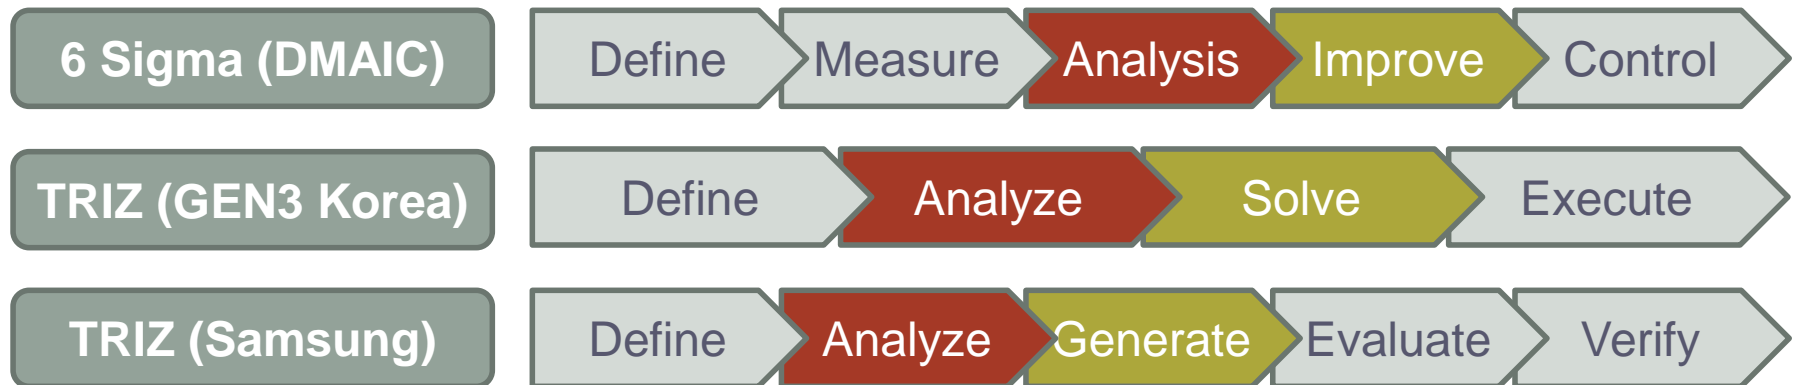 6 Sigma (DMAIC) Define Measure Analysis Improve Control
TRIZ (GEN3 Korea) Define Analyze Solve Execute
TRIZ (Samsung) Define Analyze Generate Evaluate Verify